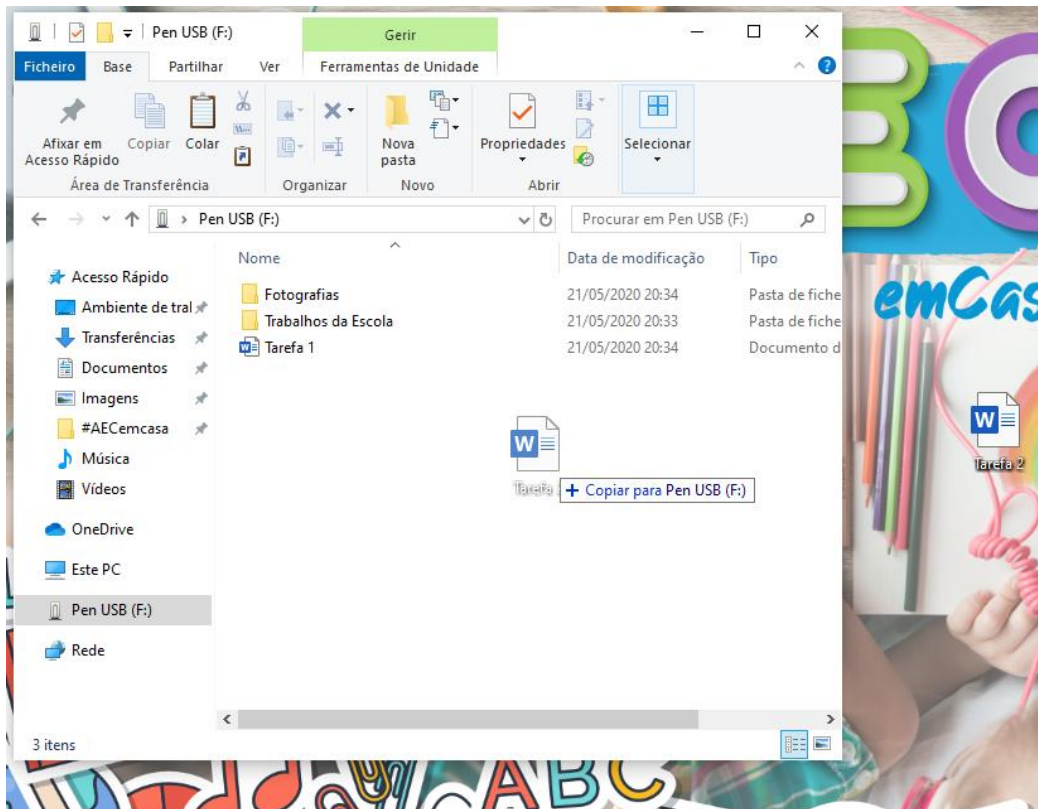 Pen USB (F:)
Gerir
Ficheiro Base Partilhar Ver Ferramentas de Unidade
Afixar em Acesso Rápido
Copiar
Colar
Nova pasta
Propriedades
Selecionar
Área de Transferência Organizar Novo Abrir
Pen USB (F:)
Procurar em Pen USB (F:)
Nome Data de modificação Tipo
Fotografias 21/05/2020 20:34 Pasta de fiche
Trabalhos da Escola 21/05/2020 20:33 Pasta de fiche
Tarefa 1 21/05/2020 20:34 Documento d
Acesso Rápido
Ambiente de tral
Transferências
Documentos
Imagens
#AECemcasa
Música
Vídeos
OneDrive
Este PC
Pen USB (F:)
Rede
Tarefa
+ Copiar para Pen USB (F:)
3 itens
emCas
Tarefa 2
ABC